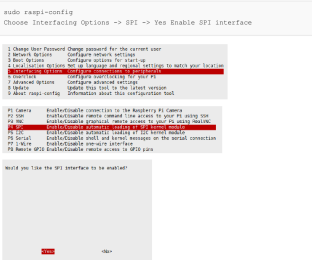 sudo raspi-config
Choose Interfacing Options -> SPI -> Yes Enable SPI interface
1 Change User Password Change password for the current user
2 Network Options Configure network settings
3 Boot Options Configure options for start-up
4 Localisation Options Set up language and regional settings to match your location
5 Interfacing Options Configure connections to peripherals
6 Overclock Configure overclocking for your Pi
7 Advanced Options Configure advanced settings
8 Update Update this tool to the latest version
9 About raspi-config Information about this configuration tool
P1 Camera Enable/Disable connection to the Raspberry Pi Camera
P2 SSH Enable/Disable remote command line access to your Pi using SSH
P3 VNC Enable/Disable graphical remote access to your Pi using RealVNC
P4 SPI Enable/Disable automatic loading of SPI kernel module
P5 I2C Enable/Disable automatic loading of I2C kernel module
P6 Serial Enable/Disable shell and kernel messages on the serial connection
P7 1-Wire Enable/Disable one-wire interface
P8 Remote GPIO Enable/Disable remote access to GPIO pins
Would you like the SPI interface to be enabled?
<Yes> <No>